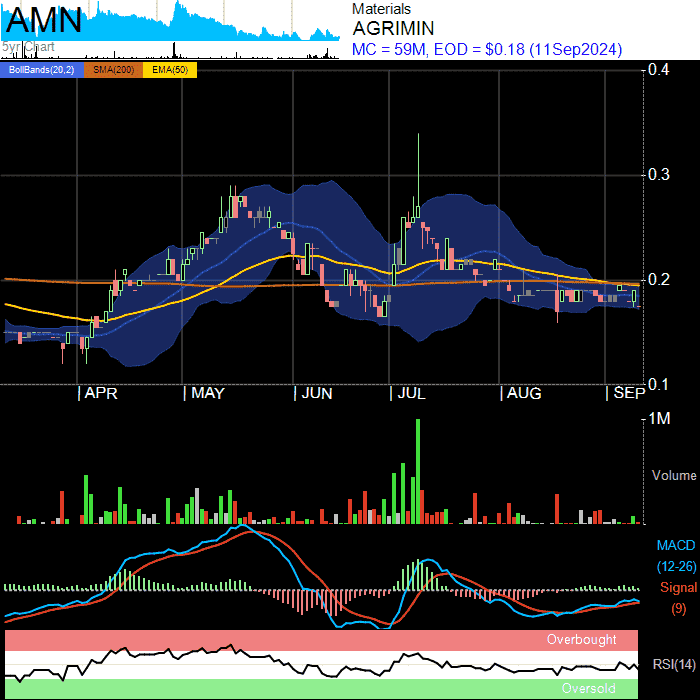 AMN
5yr Chart
Materials
AGRIMIN
MC = 59M, EOD = $0.18 (11Sep2024)
BollBands(20,2) SMA(200) EMA(50)
0.4
0.3
0.2
0.1
APR MAY JUN JUL AUG SEP
1M
Volume
MACD
(12-26)
Signal
(9)
Overbought
RSI(14)
Oversold